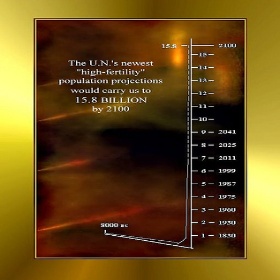 15.8 2100
15
The U.N.'s newest
14
"high-fertility"
13
population projections
12
would carry us to
11
15.8 BILLION
by 2100
10
9 2041
8 2025
7 2011
6 1999
5 1987
4 1975
3 1960
2 1930
8000 BC
1 1830